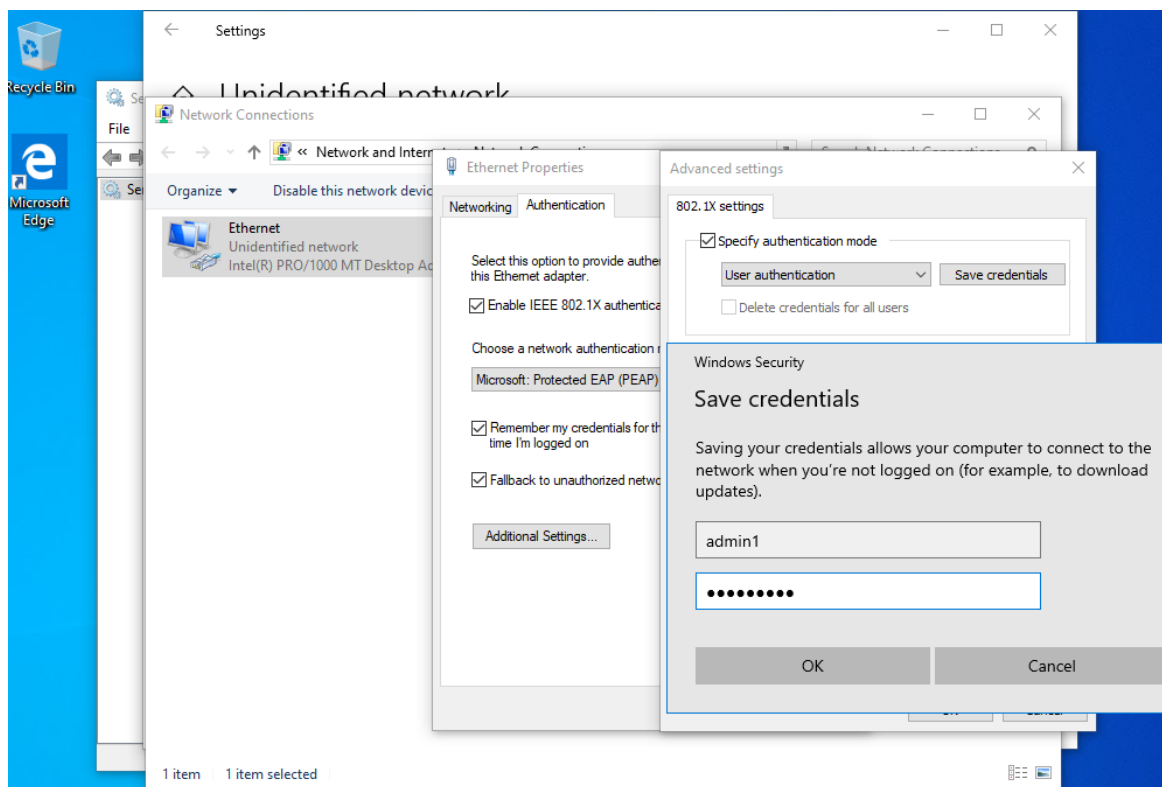 Settings
Recycle Bin
Unidentified network
Se
File
Network Connections
Network and Intern
Se
Organize
Disable this network devic
Microsoft
Edge
Ethernet
Unidentified network
Intel(R) PRO/1000 MT Desktop Ad
Ethernet Properties
Networking
Authentication
Select this option to provide authe
this Ethernet adapter.
Enable IEEE 802.1X authentica
Choose a network authentication
Microsoft: Protected EAP (PEAP)
Remember my credentials for th
time I'm logged on
Fallback to unauthorized netwo
Additional Settings...
Advanced settings
802.1X settings
Specify authentication mode
User authentication
Save credentials
Delete credentials for all users
Windows Security
Save credentials
Saving your credentials allows your computer to connect to the
network when you're not logged on (for example, to download
updates).
admin1
OK
Cancel
1 item
1 item selected